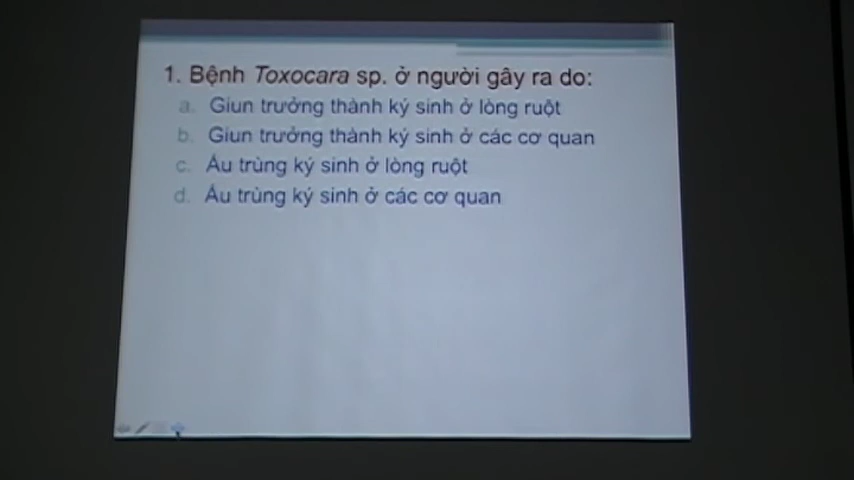 1. Bệnh Toxocara sp. ở người gây ra do:
a. Giun trưởng thành ký sinh ở lòng ruột
b. Giun trưởng thành ký sinh ở các cơ quan
c. Ấu trùng ký sinh ở lòng ruột
d. Ấu trùng ký sinh ở các cơ quan